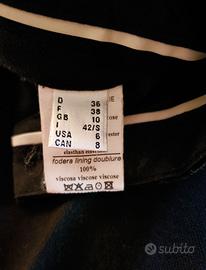 D 36
F 38
GB 10
I 42/S
USA 6
CAN 8
fodera lining doublure
100%
viscosa viscose viscose
subito